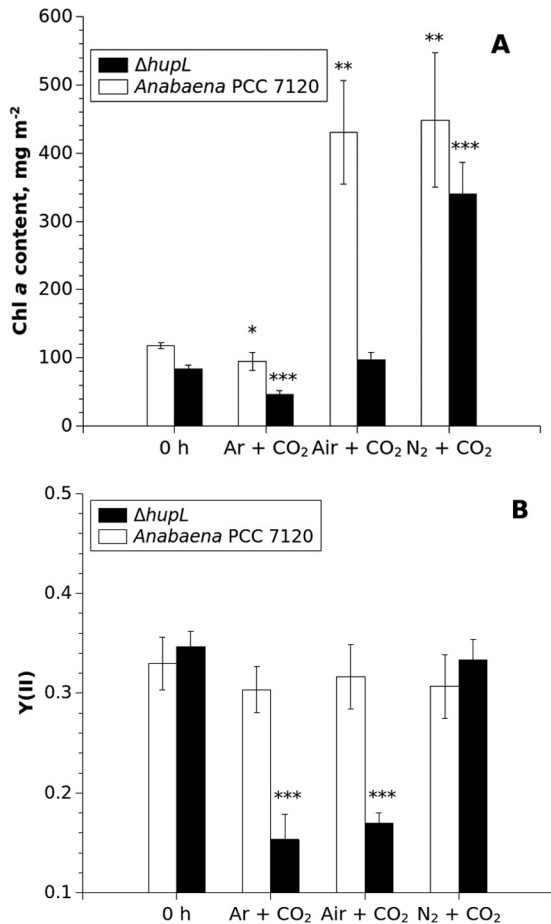 600
A
**
**
ΔhupL
Anabaena PCC 7120
500
400
***
300
Chl a content, mg m⁻²
200
*
***
100
0
0 h Ar + CO₂ Air + CO₂ N₂ + CO₂
0.5
B
ΔhupL
Anabaena PCC 7120
0.4
Y(II)
0.3
0.2
***
***
0.1
0 h Ar + CO₂ Air + CO₂ N₂ + CO₂